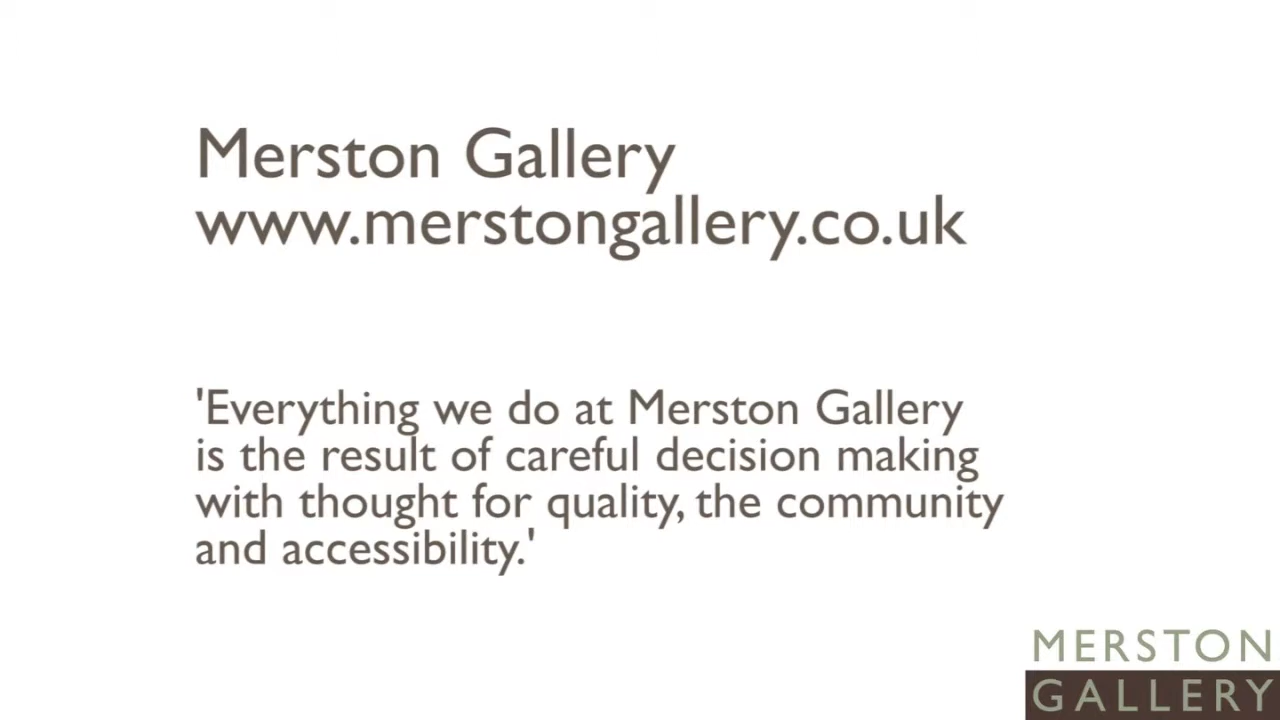 Merston Gallery
www.merstongallery.co.uk
'Everything we do at Merston Gallery
is the result of careful decision making
with thought for quality, the community
and accessibility.'
MERSTON
GALLERY